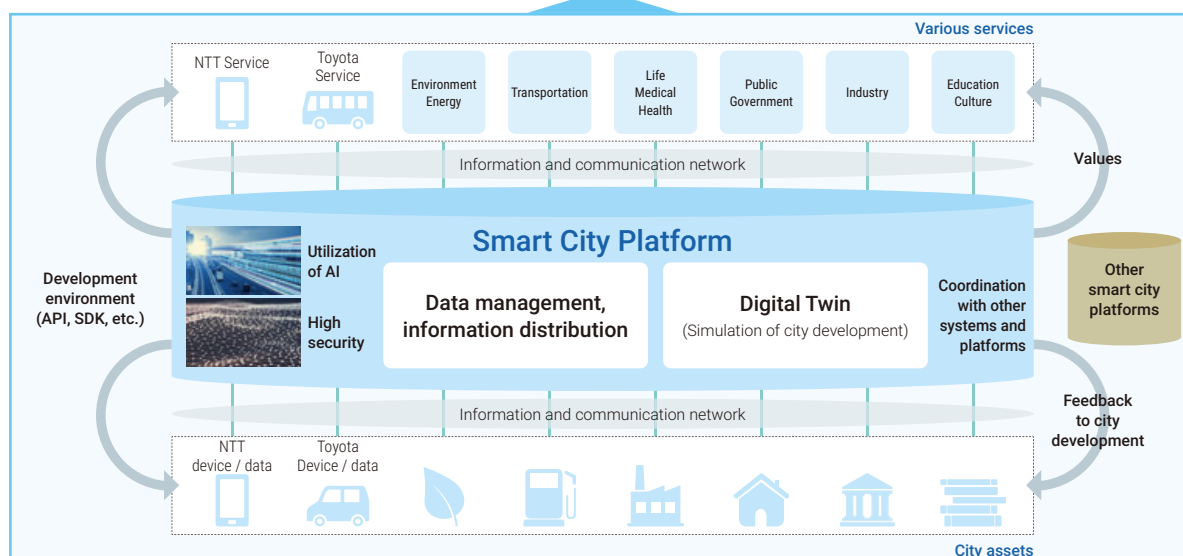 Various services
NTT Service
Toyota
Service
Environment
Energy
Transportation
Life
Medical
Health
Public
Government
Industry
Education
Culture
Information and communication network
Values
Smart City Platform
Utilization
of AI
High
security
Data management,
information distribution
Digital Twin
(Simulation of city development)
Coordination
with other
systems and
platforms
Development
environment
(API, SDK, etc.)
Other
smart city
platforms
Information and communication network
Feedback
to city
development
NTT
device / data
Toyota
Device / data
City assets